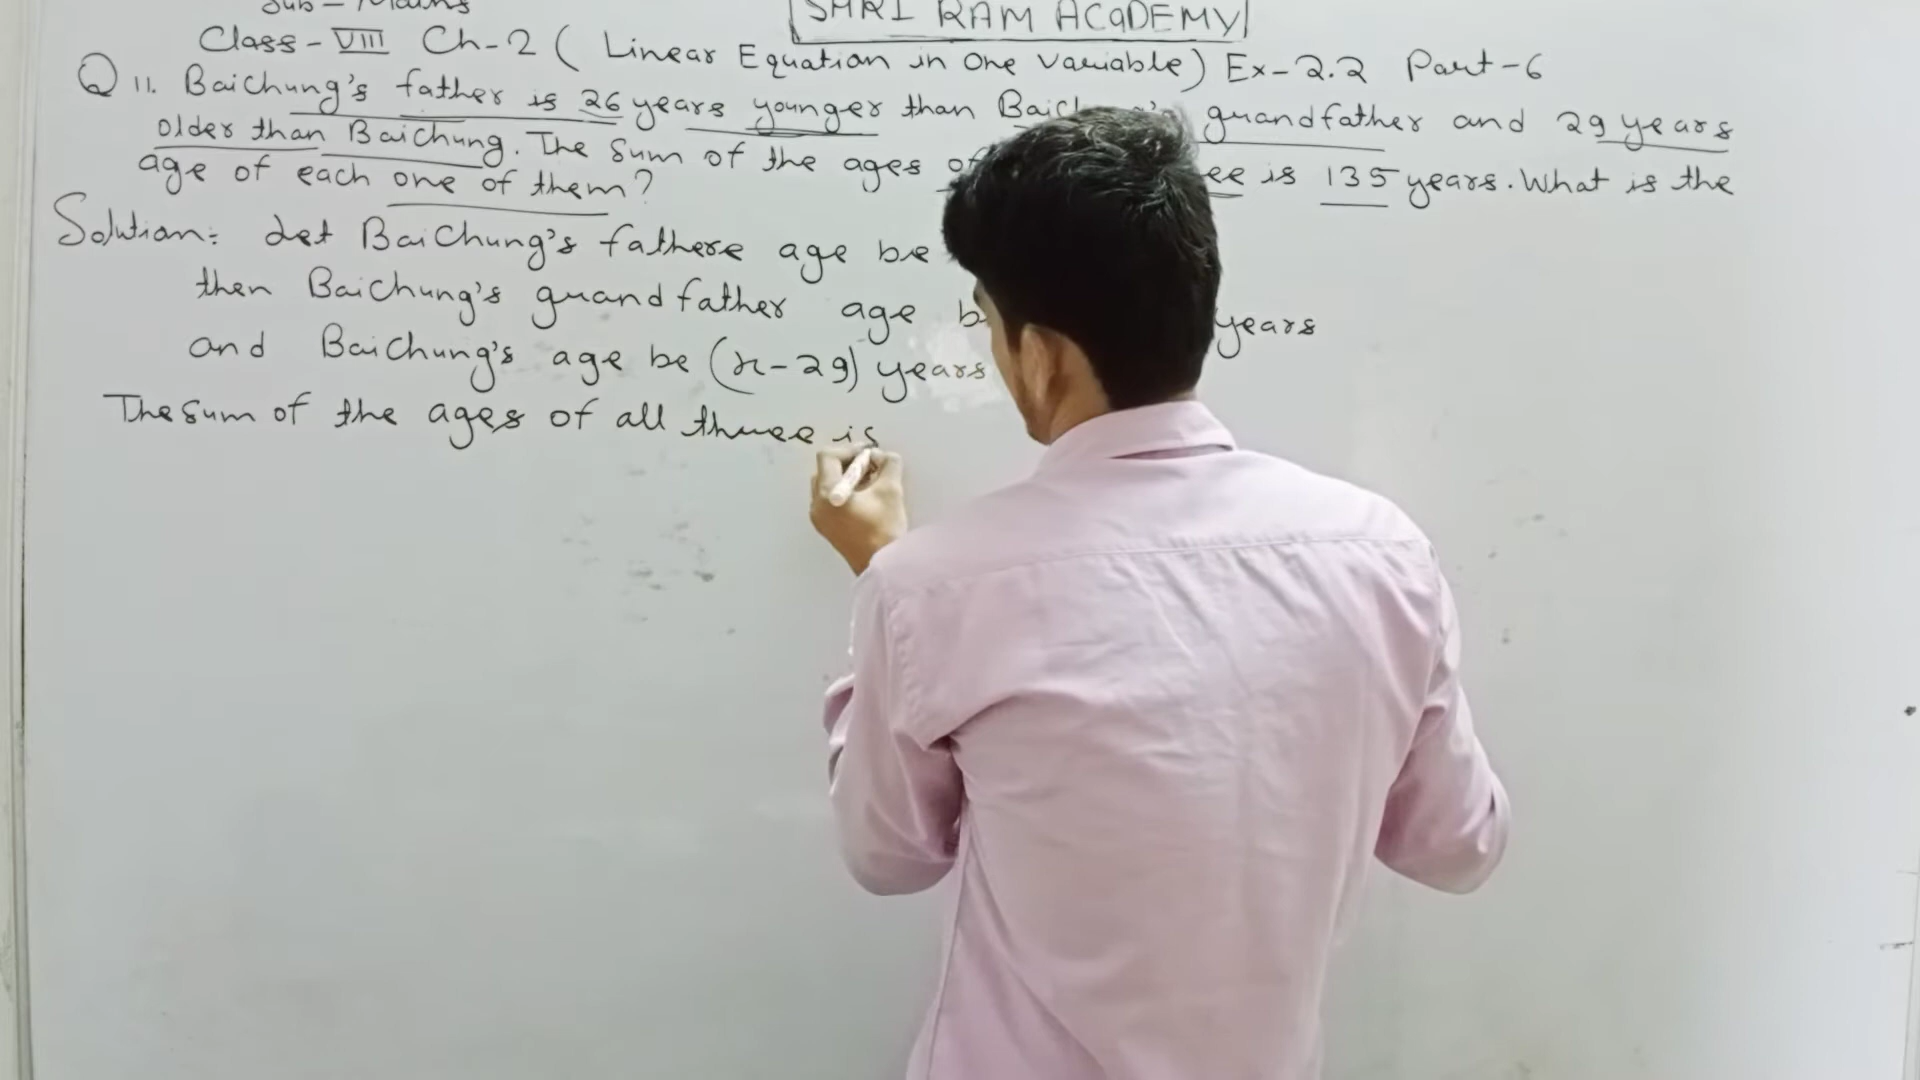 Sub - Maths
SHRI RAM ACADEMY
Class - VIII Ch-2 ( Linear Equation in One Variable) Ex-2.2 Part-6
Q 11. Baichung's father is 26 years younger than grandfather and 29 years
older than Baichung. The Sum of the ages is 135 years. What is the
age of each one of them?
Solution: Let Baichung's fathere age be
then Baichung's grandfather age years
and Baichung's age be (x-29) years
The Sum of the ages of all three is